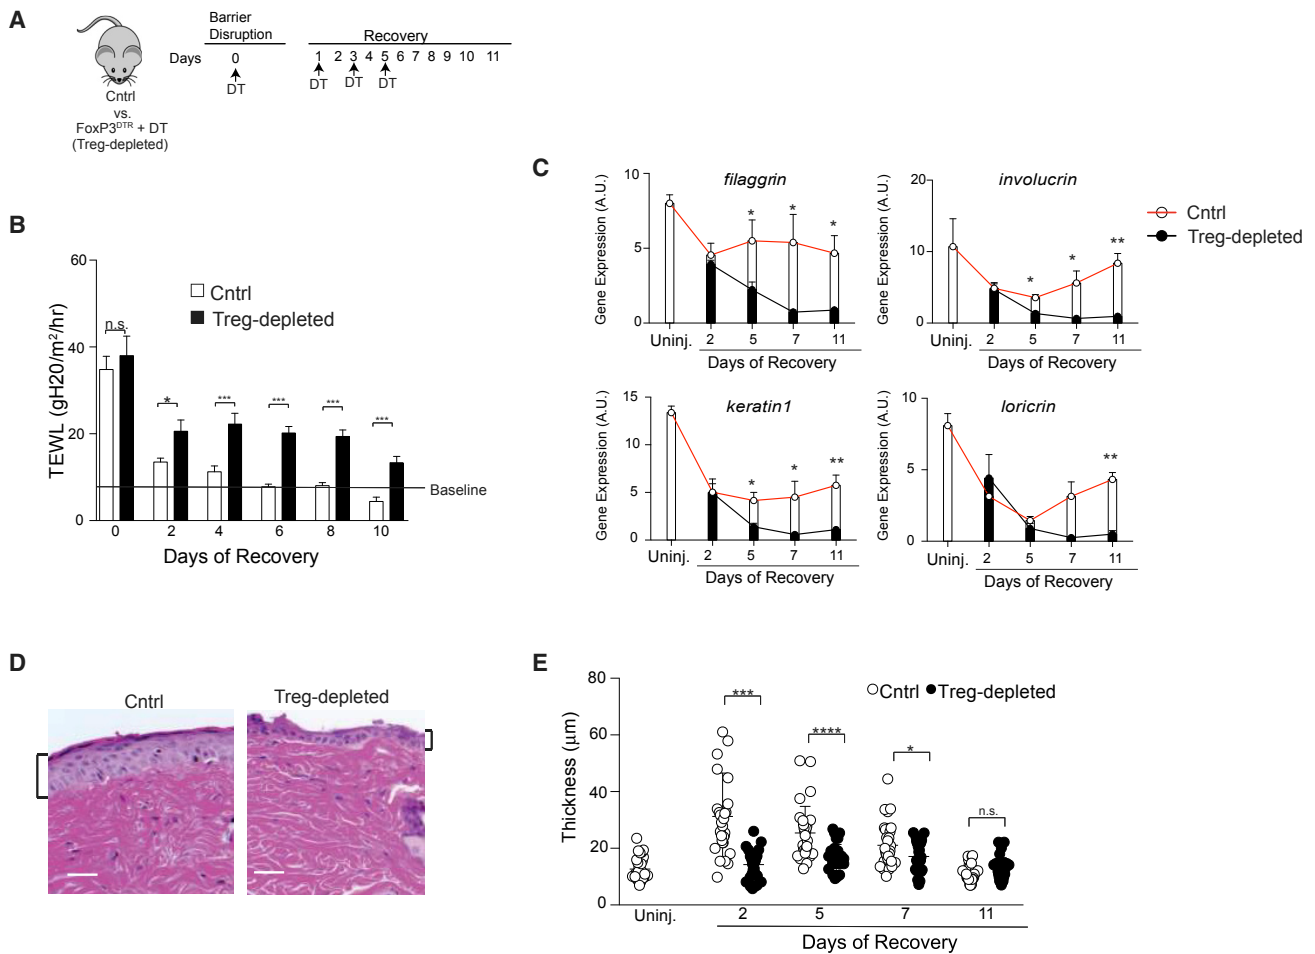 A
Barrier
Disruption
Recovery
Days 0 1 2 3 4 5 6 7 8 9 10 11
DT DT DT DT
Cntrl
vs.
FoxP3DTR + DT
(Treg-depleted)
B
60
40
20
0
TEWL (gH20/m2/hr)
n.s.
Cntrl
Treg-depleted
* *** *** *** ***
Baseline
0 2 4 6 8 10
Days of Recovery
C
filaggrin
10
5
0
Gene Expression (A.U.)
* * *
Uninj. 2 5 7 11
Days of Recovery
involucrin
20
10
0
Gene Expression (A.U.)
* * **
Uninj. 2 5 7 11
Days of Recovery
Cntrl
Treg-depleted
keratin1
15
10
5
0
Gene Expression (A.U.)
* * **
Uninj. 2 5 7 11
Days of Recovery
loricrin
10
5
0
Gene Expression (A.U.)
**
Uninj. 2 5 7 11
Days of Recovery
D
Cntrl
Treg-depleted
E
80
60
40
20
0
Thickness (μm)
Cntrl Treg-depleted
*** **** * n.s.
Uninj. 2 5 7 11
Days of Recovery